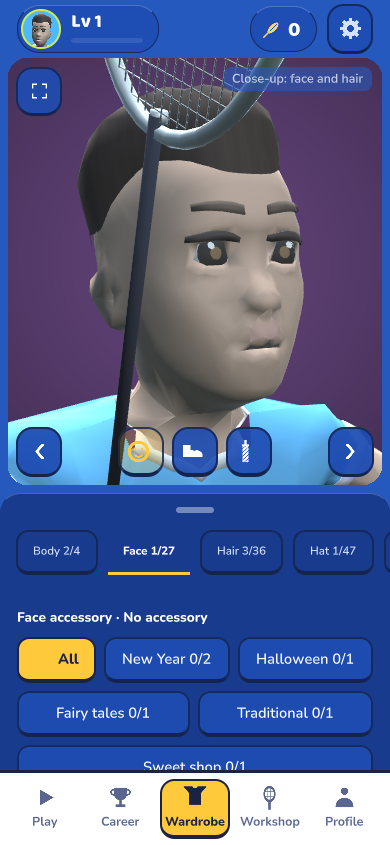 Lv 1
0
Close-up: face and hair
Body 2/4
Face 1/27
Hair 3/36
Hat 1/47
Face accessory · No accessory
All
New Year 0/2
Halloween 0/1
Fairy tales 0/1
Traditional 0/1
Sweet shop 0/1
Play
Career
Wardrobe
Workshop
Profile